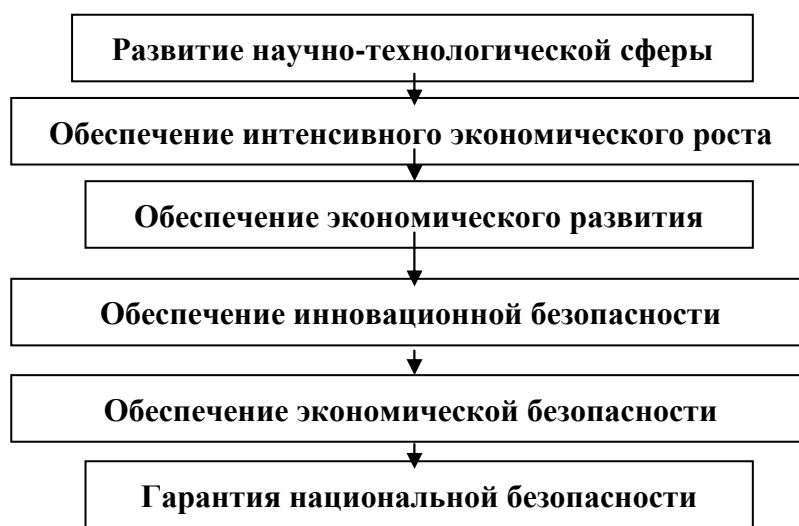 Развитие научно-технологической сферы
Обеспечение интенсивного экономического роста
Обеспечение экономического развития
Обеспечение инновационной безопасности
Обеспечение экономической безопасности
Гарантия национальной безопасности